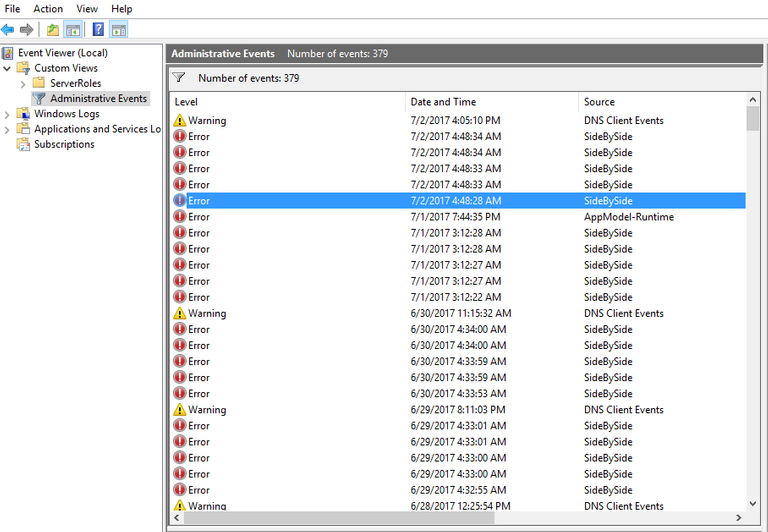 File Action View Help
Event Viewer (Local)
Custom Views
ServerRoles
Administrative Events
Windows Logs
Applications and Services Lo
Subscriptions
Administrative Events Number of events: 379
Number of events: 379
Level Date and Time Source
Warning 7/2/2017 4:05:10 PM DNS Client Events
Error 7/2/2017 4:48:34 AM SideBySide
Error 7/2/2017 4:48:34 AM SideBySide
Error 7/2/2017 4:48:33 AM SideBySide
Error 7/2/2017 4:48:33 AM SideBySide
Error 7/2/2017 4:48:28 AM SideBySide
Error 7/1/2017 7:44:35 PM AppModel-Runtime
Error 7/1/2017 3:12:28 AM SideBySide
Error 7/1/2017 3:12:28 AM SideBySide
Error 7/1/2017 3:12:27 AM SideBySide
Error 7/1/2017 3:12:27 AM SideBySide
Error 7/1/2017 3:12:22 AM SideBySide
Warning 6/30/2017 11:15:32 AM DNS Client Events
Error 6/30/2017 4:34:00 AM SideBySide
Error 6/30/2017 4:34:00 AM SideBySide
Error 6/30/2017 4:33:59 AM SideBySide
Error 6/30/2017 4:33:59 AM SideBySide
Error 6/30/2017 4:33:53 AM SideBySide
Warning 6/29/2017 8:11:03 PM DNS Client Events
Error 6/29/2017 4:33:01 AM SideBySide
Error 6/29/2017 4:33:01 AM SideBySide
Error 6/29/2017 4:33:00 AM SideBySide
Error 6/29/2017 4:33:00 AM SideBySide
Error 6/29/2017 4:32:55 AM SideBySide
Warning 6/28/2017 12:25:54 PM DNS Client Events